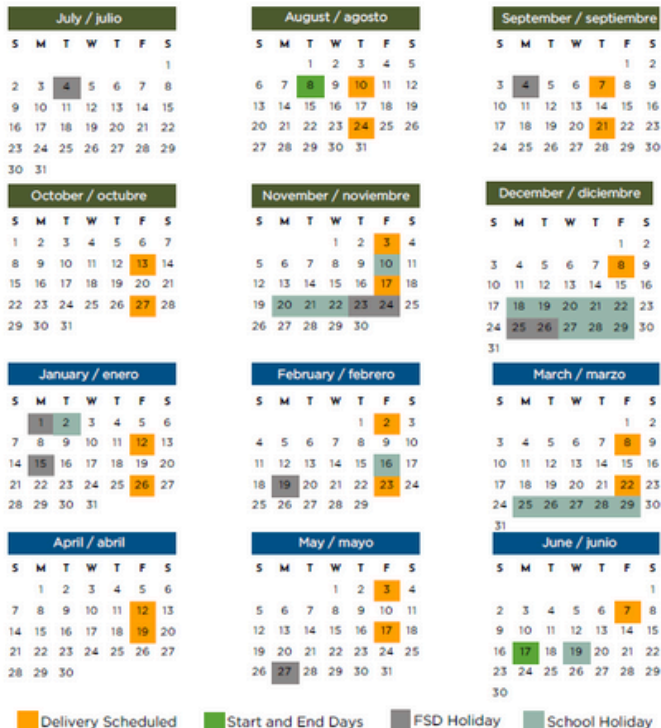 July / julio
S M T W T F S
1
2 3 4 5 6 7 8
9 10 11 12 13 14 15
16 17 18 19 20 21 22
23 24 25 26 27 28 29
30 31
August / agosto
S M T W T F S
1 2 3 4 5
6 7 8 9 10 11 12
13 14 15 16 17 18 19
20 21 22 23 24 25 26
27 28 29 30 31
September / septiembre
S M T W T F S
1 2
3 4 5 6 7 8 9
10 11 12 13 14 15 16
17 18 19 20 21 22 23
24 25 26 27 28 29 30
October / octubre
S M T W T F S
1 2 3 4 5 6 7
8 9 10 11 12 13 14
15 16 17 18 19 20 21
22 23 24 25 26 27 28
29 30 31
November / noviembre
S M T W T F S
1 2 3 4
5 6 7 8 9 10 11
12 13 14 15 16 17 18
19 20 21 22 23 24 25
26 27 28 29 30
December / diciembre
S M T W T F S
1 2
3 4 5 6 7 8 9
10 11 12 13 14 15 16
17 18 19 20 21 22 23
24 25 26 27 28 29 30
31
January / enero
S M T W T F S
1 2 3 4 5 6
7 8 9 10 11 12 13
14 15 16 17 18 19 20
21 22 23 24 25 26 27
28 29 30 31
February / febrero
S M T W T F S
1 2 3
4 5 6 7 8 9 10
11 12 13 14 15 16 17
18 19 20 21 22 23 24
25 26 27 28 29
March / marzo
S M T W T F S
1 2
3 4 5 6 7 8 9
10 11 12 13 14 15 16
17 18 19 20 21 22 23
24 25 26 27 28 29 30
31
April / abril
S M T W T F S
1 2 3 4 5 6
7 8 9 10 11 12 13
14 15 16 17 18 19 20
21 22 23 24 25 26 27
28 29 30
May / mayo
S M T W T F S
1 2 3 4
5 6 7 8 9 10 11
12 13 14 15 16 17 18
19 20 21 22 23 24 25
26 27 28 29 30 31
June / junio
S M T W T F S
1
2 3 4 5 6 7 8
9 10 11 12 13 14 15
16 17 18 19 20 21 22
23 24 25 26 27 28 29
30
Delivery Scheduled Start and End Days FSD Holiday School Holiday